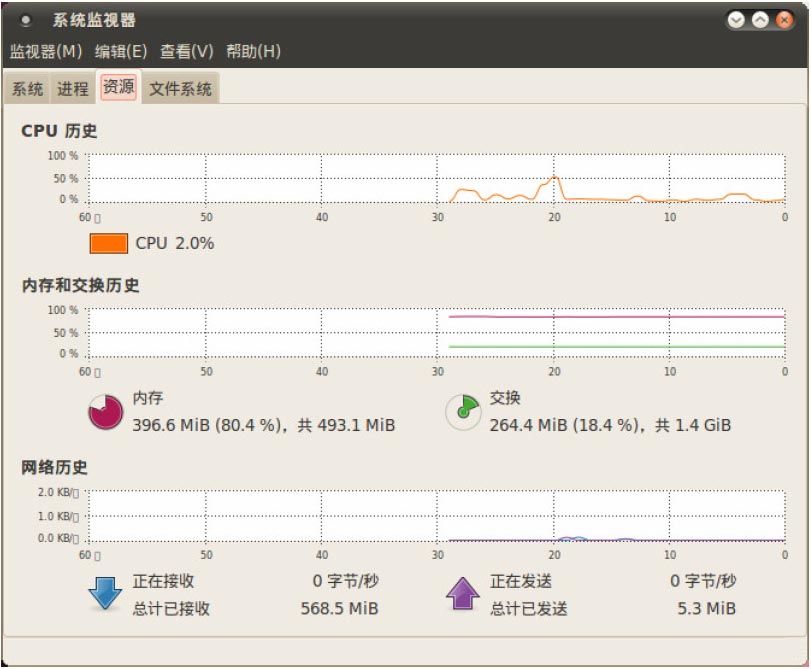 系统监视器
监视器(M) 编辑(E) 查看(V) 帮助(H)
系统 进程 资源 文件系统
CPU 历史
100 %
50 %
0 %
60 50 40 30 20 10 0
CPU 2.0%
内存和交换历史
100 %
50 %
0 %
60 50 40 30 20 10 0
内存 交换
396.6 MiB (80.4 %)，共 493.1 MiB 264.4 MiB (18.4 %)，共 1.4 GiB
网络历史
2.0 KB/
1.0 KB/
0.0 KB/
60 50 40 30 20 10 0
正在接收 0 字节/秒 正在发送 0 字节/秒
总计已接收 568.5 MiB 总计已发送 5.3 MiB